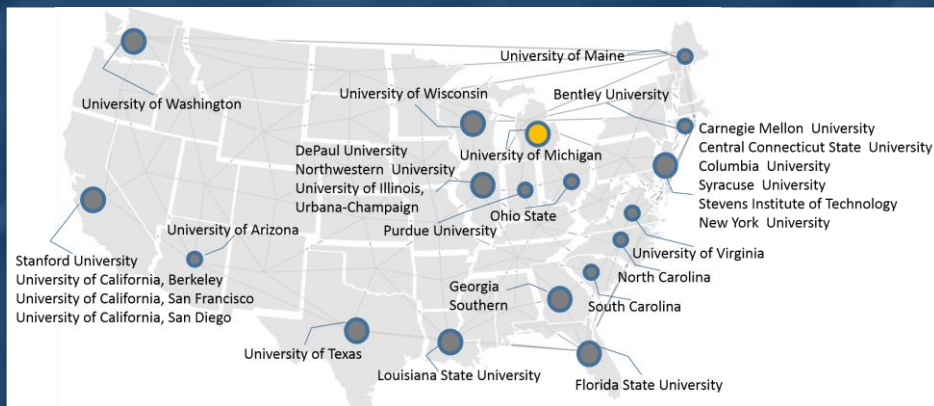 University of Maine
University of Washington
University of Wisconsin
Bentley University
Carnegie Mellon University
Central Connecticut State University
Columbia University
Syracuse University
Stevens Institute of Technology
New York University
DePaul University
Northwestern University
University of Illinois,
Urbana-Champaign
University of Michigan
Ohio State
Purdue University
University of Arizona
University of Virginia
Stanford University
University of California, Berkeley
University of California, San Francisco
University of California, San Diego
North Carolina
Georgia
Southern
South Carolina
University of Texas
Louisiana State University
Florida State University